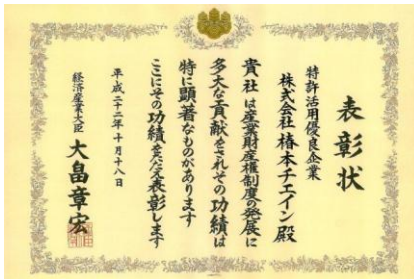 表彰状
特許活用優良企業
株式会社 椿本チエイン 殿
貴社は産業財産権制度の発展に
多大な貢献をされその功績は
特に顕著なものがあります
ここにその功績をたたえ表彰します
平成二十二年十月十八日
経済産業大臣 大畠章宏